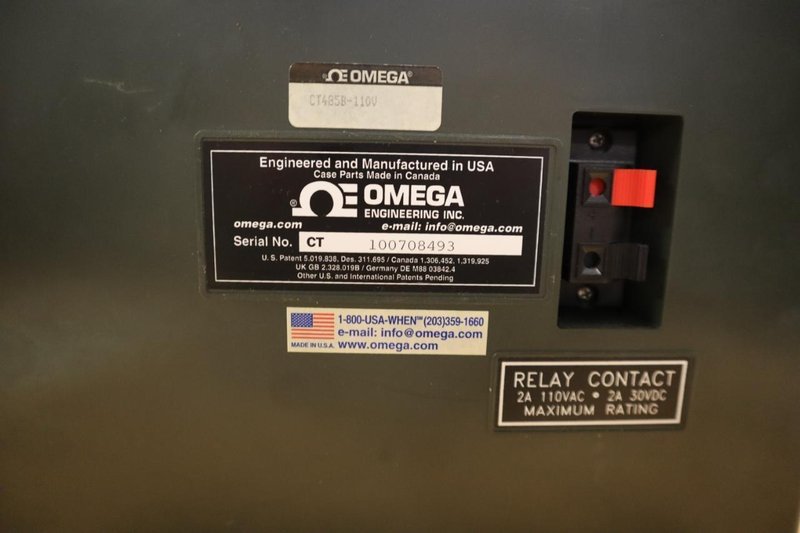 OMEGA®
CT485B-110V
Engineered and Manufactured in USA
Case Parts Made in Canada
® OMEGA
ENGINEERING INC.
omega.com e-mail: info@omega.com
Serial No. CT 100708493
U. S. Patent 5.019.838, Des. 311.695 / Canada 1.306.452, 1.319.925
UK GB 2.328.019B / Germany DE M88 03842.4
Other U.S. and International Patents Pending
1-800-USA-WHEN℠ (203)359-1660
e-mail: info@omega.com
MADE IN U.S.A. www.omega.com
RELAY CONTACT
2A 110VAC • 2A 30VDC
MAXIMUM RATING